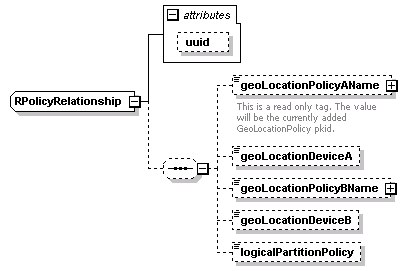 attributes
uuid
RPolicyRelationship
geoLocationPolicyAName
This is a read only tag. The value
will be the currently added
GeoLocationPolicy pkid.
geoLocationDeviceA
geoLocationPolicyBName
geoLocationDeviceB
logicalPartitionPolicy